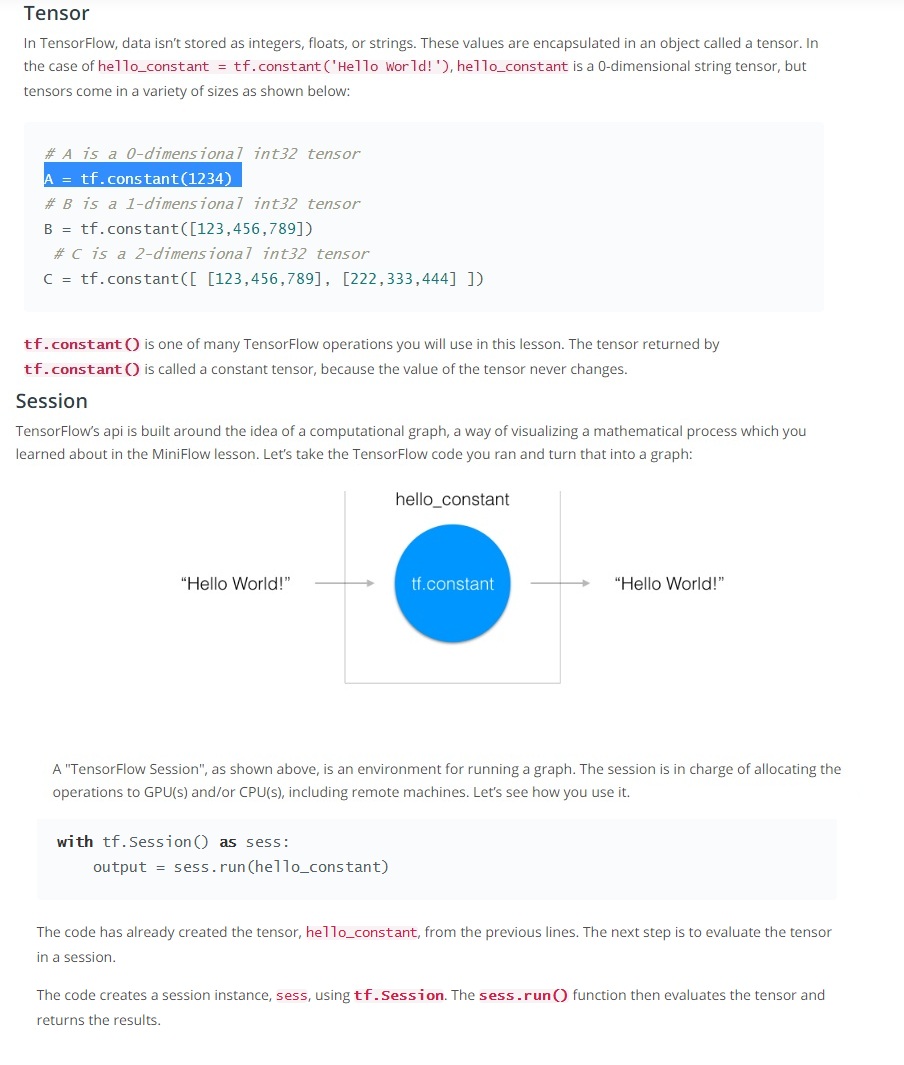 Tensor
In TensorFlow, data isn’t stored as integers, floats, or strings. These values are encapsulated in an object called a tensor. In
the case of hello_constant = tf.constant('Hello World!'), hello_constant is a 0-dimensional string tensor, but
tensors come in a variety of sizes as shown below:
# A is a 0-dimensional int32 tensor
A = tf.constant(1234)
# B is a 1-dimensional int32 tensor
B = tf.constant([123,456,789])
# C is a 2-dimensional int32 tensor
C = tf.constant([ [123,456,789], [222,333,444] ])
tf.constant() is one of many TensorFlow operations you will use in this lesson. The tensor returned by
tf.constant() is called a constant tensor, because the value of the tensor never changes.
Session
TensorFlow’s api is built around the idea of a computational graph, a way of visualizing a mathematical process which you
learned about in the MiniFlow lesson. Let’s take the TensorFlow code you ran and turn that into a graph:
hello_constant
“Hello World!” tf.constant “Hello World!”
A "TensorFlow Session", as shown above, is an environment for running a graph. The session is in charge of allocating the
operations to GPU(s) and/or CPU(s), including remote machines. Let’s see how you use it.
with tf.Session() as sess:
output = sess.run(hello_constant)
The code has already created the tensor, hello_constant, from the previous lines. The next step is to evaluate the tensor
in a session.
The code creates a session instance, sess, using tf.Session. The sess.run() function then evaluates the tensor and
returns the results.